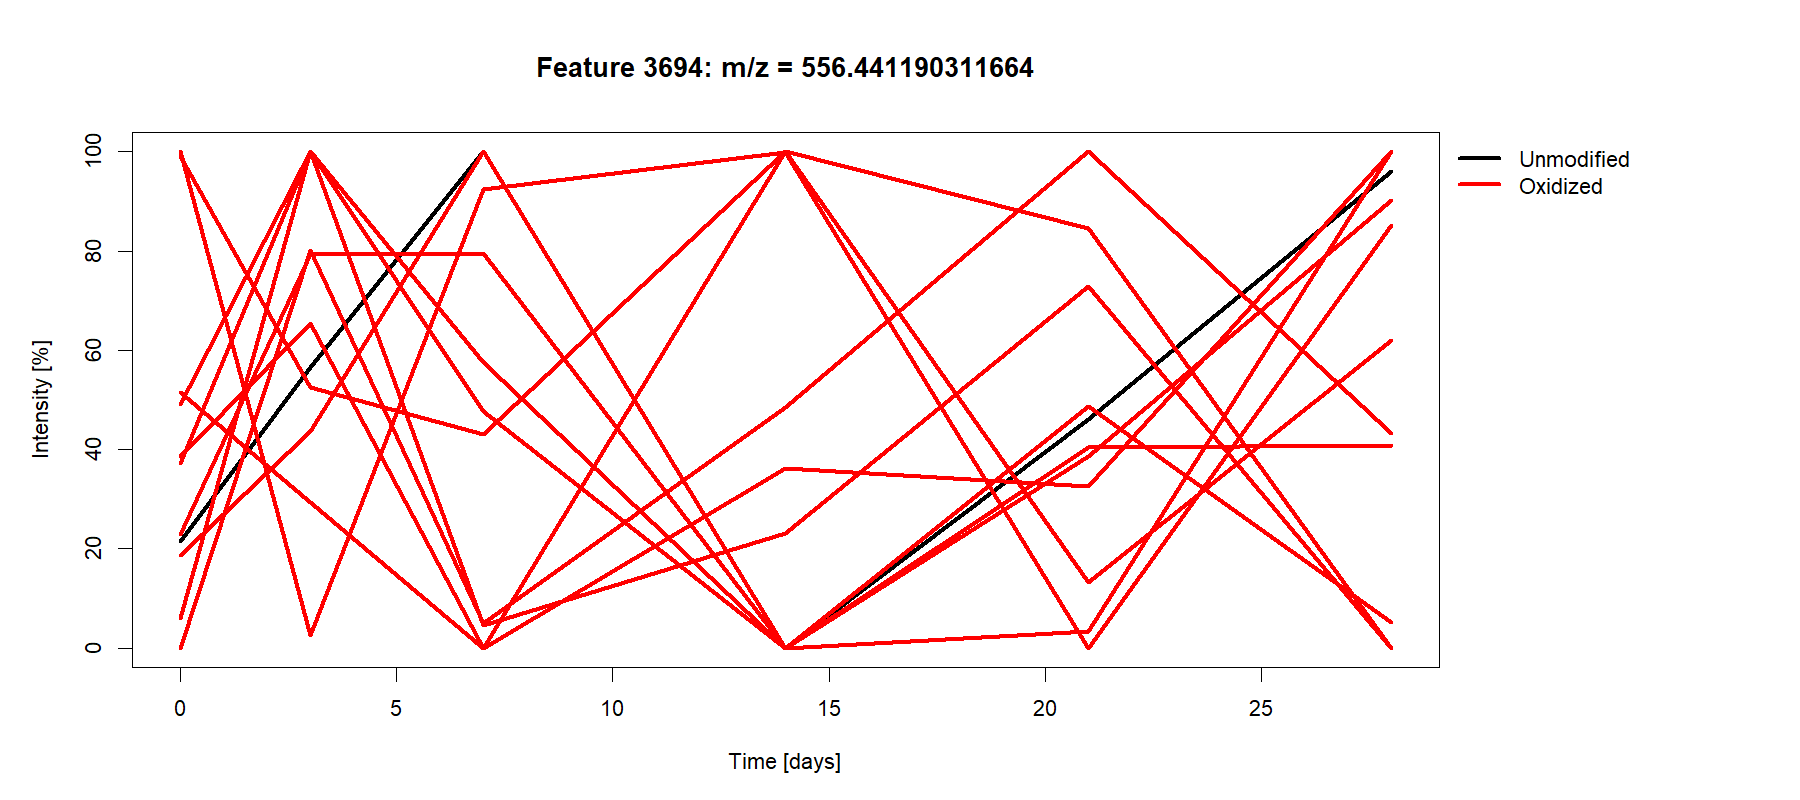 Feature 3694: m/z = 556.441190311664
Unmodified
Oxidized
Intensity [%]
100
80
60
40
20
0
0 5 10 15 20 25
Time [days]